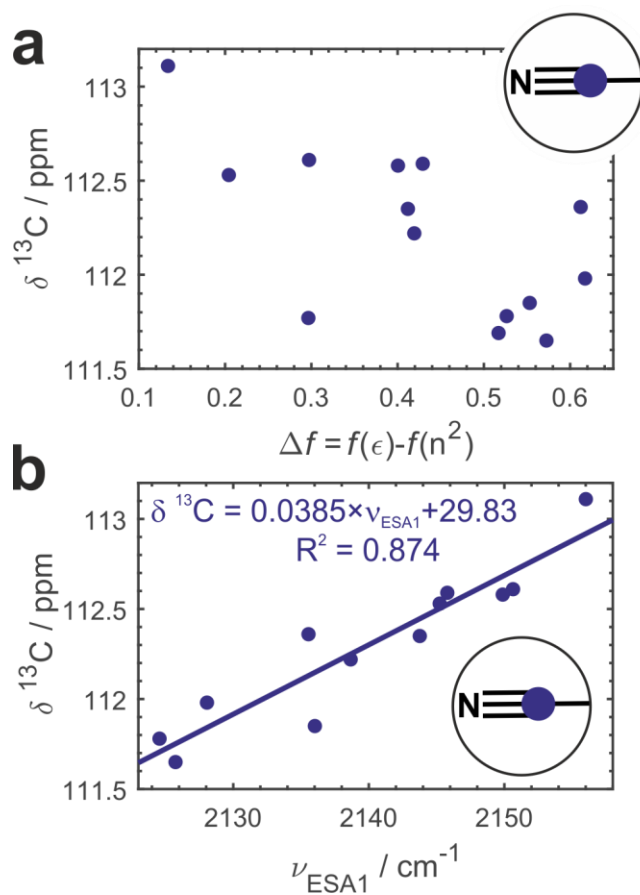 a
N
113
112.5
112
111.5
δ ¹³C / ppm
0.1 0.2 0.3 0.4 0.5 0.6
Δf = f(ϵ)-f(n²)
b
δ ¹³C = 0.0385×ν_ESA1+29.83
R² = 0.874
113
112.5
112
111.5
δ ¹³C / ppm
N
2130 2140 2150
ν_ESA1 / cm⁻¹